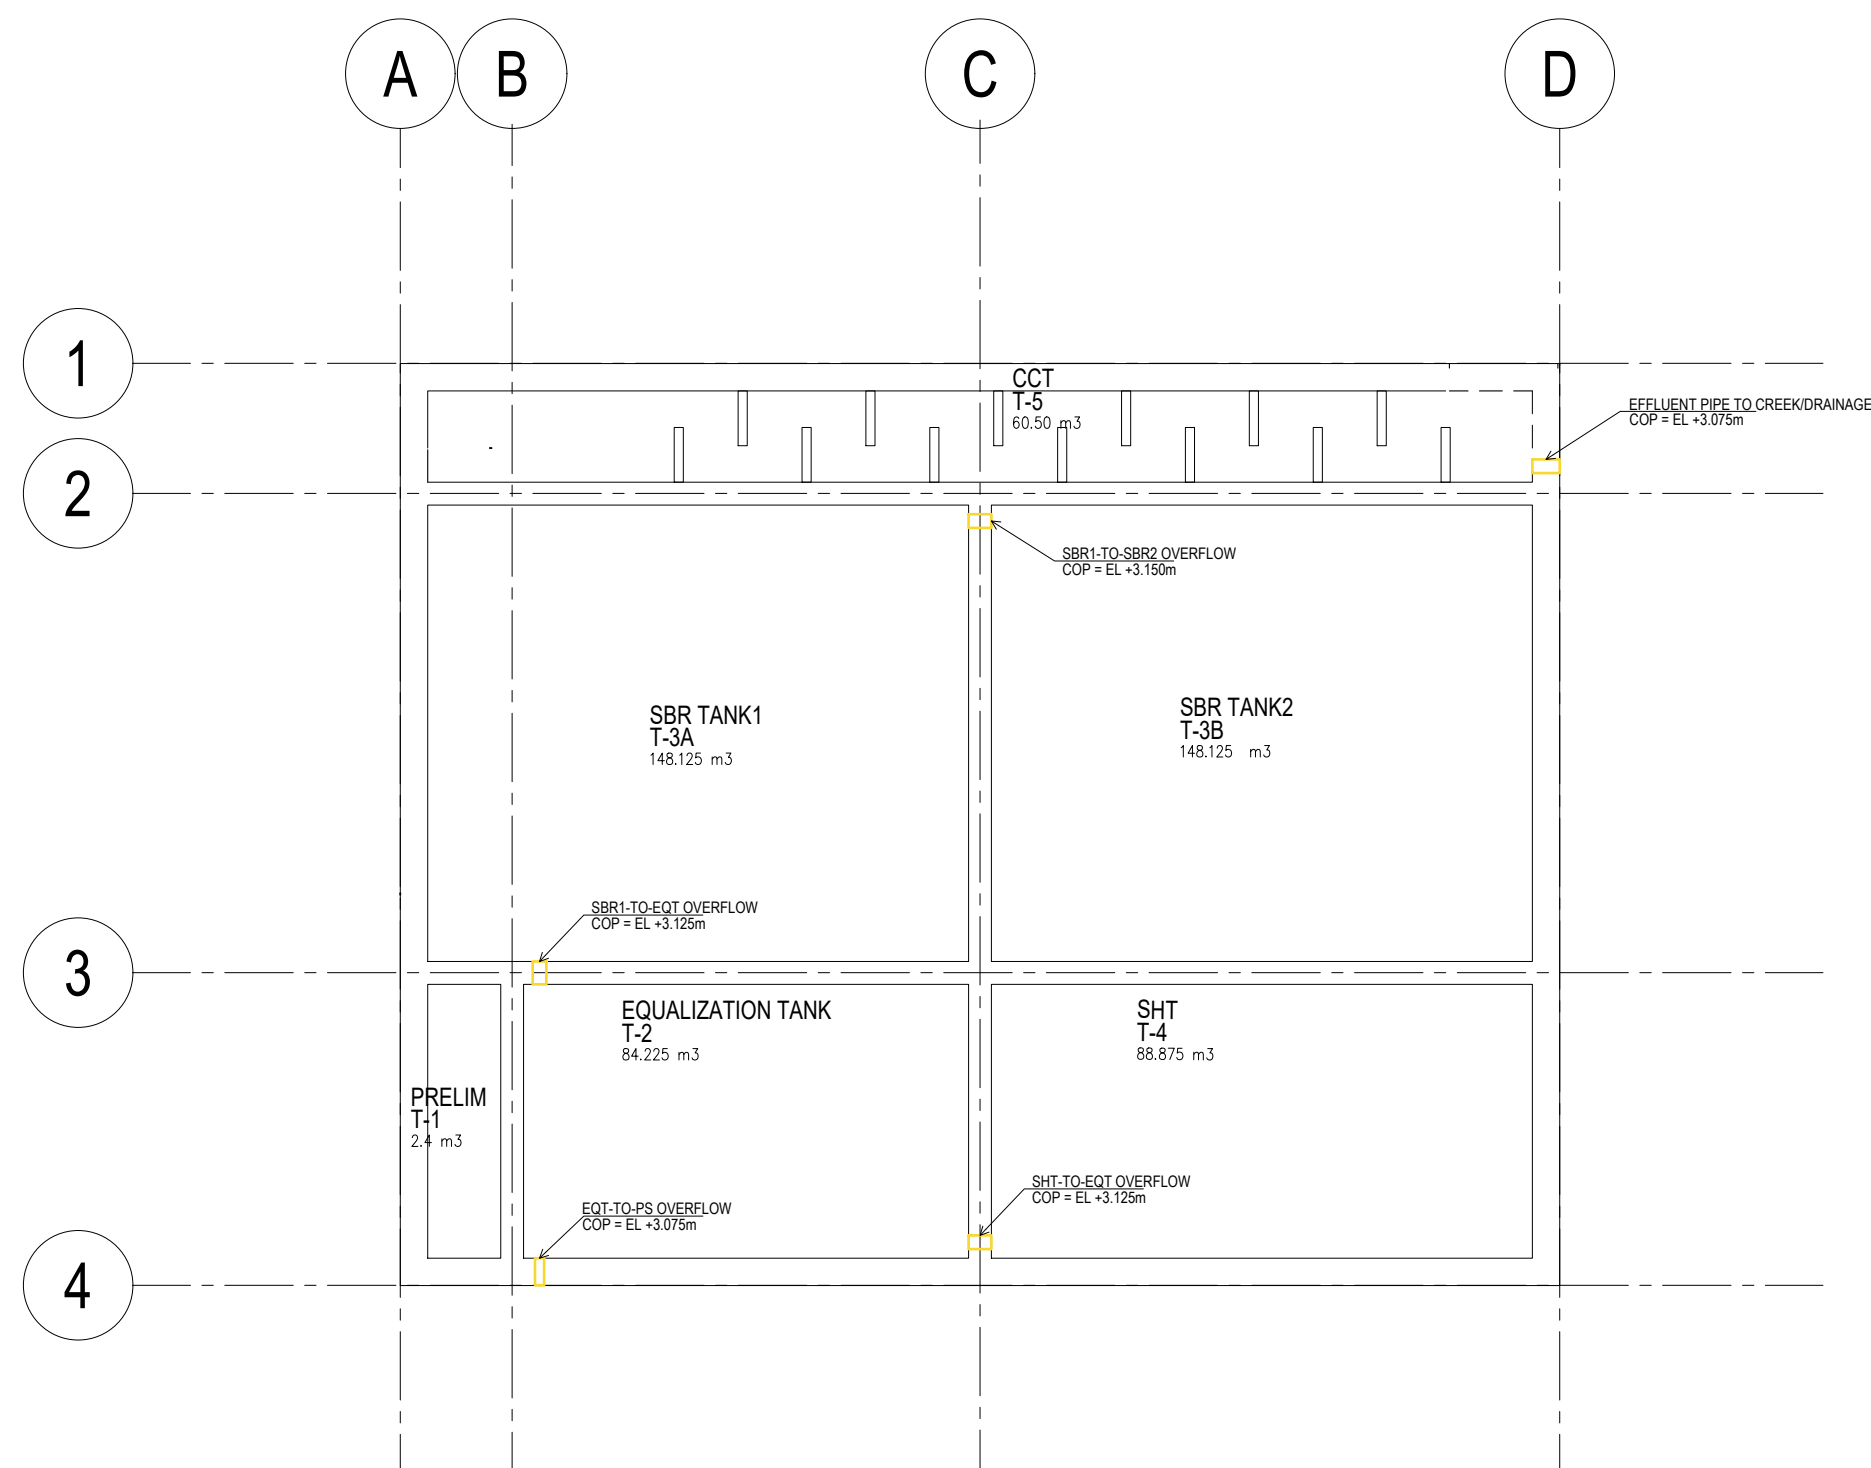 A
B
C
D
1
CCT
T-5
60.50 m3
EFFLUENT PIPE TO CREEK/DRAINAGE
COP = EL +3.075m
2
SBR1-TO-SBR2 OVERFLOW
COP = EL +3.150m
SBR TANK1
T-3A
148.125 m3
SBR TANK2
T-3B
148.125 m3
SBR1-TO-EQT OVERFLOW
COP = EL +3.125m
3
EQUALIZATION TANK
T-2
84.225 m3
SHT
T-4
88.875 m3
PRELIM
T-1
2.4 m3
SHT-TO-EQT OVERFLOW
COP = EL +3.125m
EQT-TO-PS OVERFLOW
COP = EL +3.075m
4